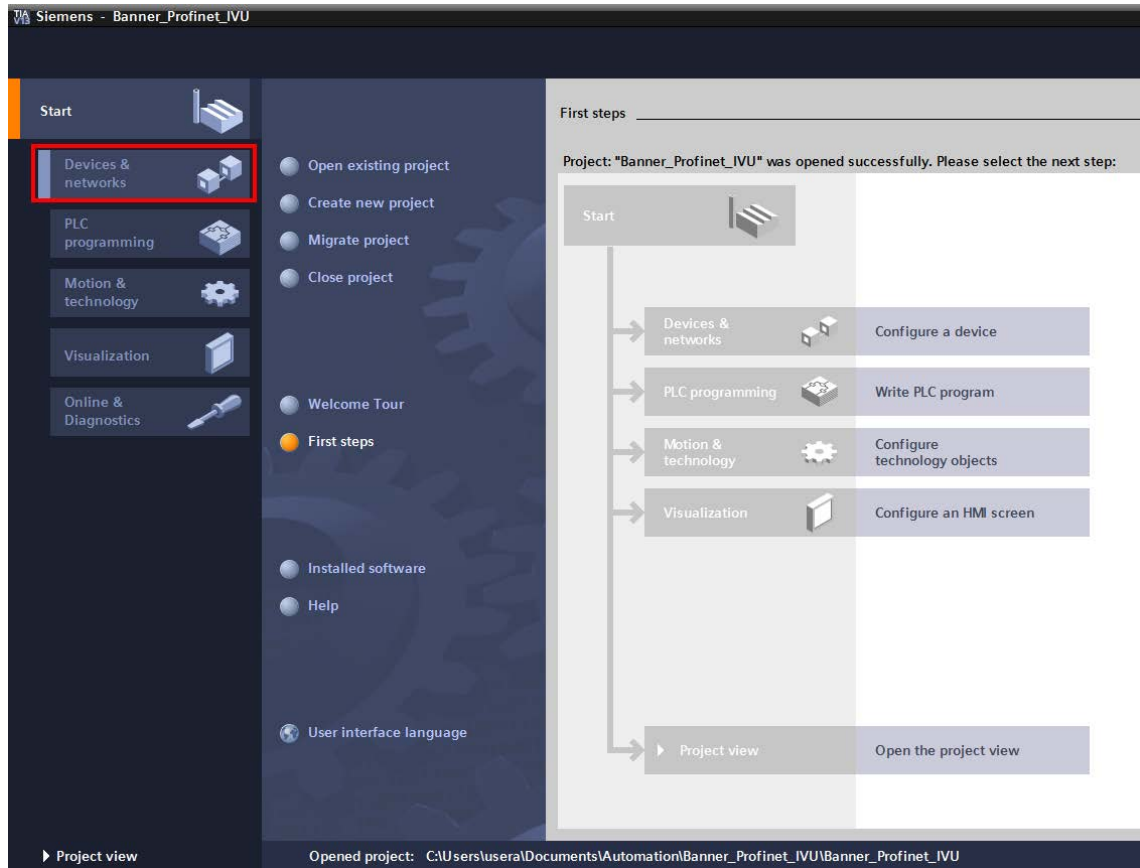 TIA V13 Siemens - Banner_Profinet_IVU
Start
Devices &
networks
PLC
programming
Motion &
technology
Visualization
Online &
Diagnostics
Open existing project
Create new project
Migrate project
Close project
Welcome Tour
First steps
Installed software
Help
User interface language
First steps
Project: "Banner_Profinet_IVU" was opened successfully. Please select the next step:
Start
Devices &
networks
Configure a device
PLC programming
Write PLC program
Motion &
technology
Configure
technology objects
Visualization
Configure an HMI screen
Project view
Open the project view
Project view
Opened project: C:\Users\usera\Documents\Automation\Banner_Profinet_IVU\Banner_Profinet_IVU